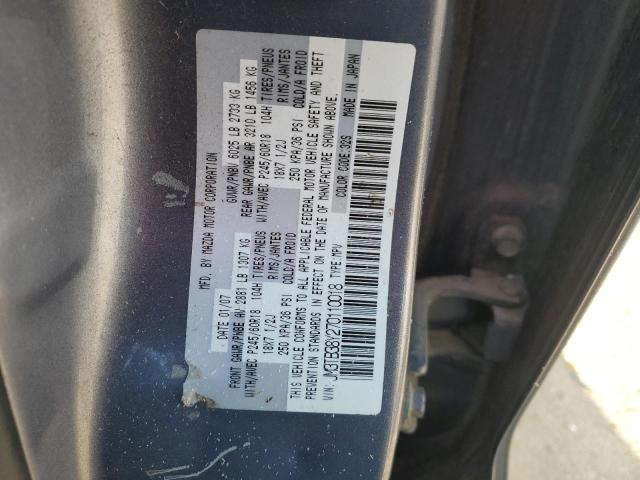 MFD. BY MAZDA MOTOR CORPORATION
DATE 01/07 GVWR/PNBV 6025 LB 2733 KG
FRONT GAWR/PNBE AV 2881 LB 1307 KG REAR GAWR/PNBE AR 3210 LB 1456 KG
WITH/AVEC P245/60R18 104H TIRES/PNEUS WITH/AVEC P245/60R18 104H TIRES/PNEUS
18X7 1/2J RIMS/JANTES 18X7 1/2J RIMS/JANTES
250 KPA/36 PSI COLD/A FROID 250 KPA/36 PSI COLD/A FROID
THIS VEHICLE CONFORMS TO ALL APPLICABLE FEDERAL MOTOR VEHICLE SAFETY AND THEFT
PREVENTION STANDARDS IN EFFECT ON THE DATE OF MANUFACTURE SHOWN ABOVE.
VIN: JM3TB38Y270110018 TYPE:MPV COLOR CODE:32S MADE IN JAPAN